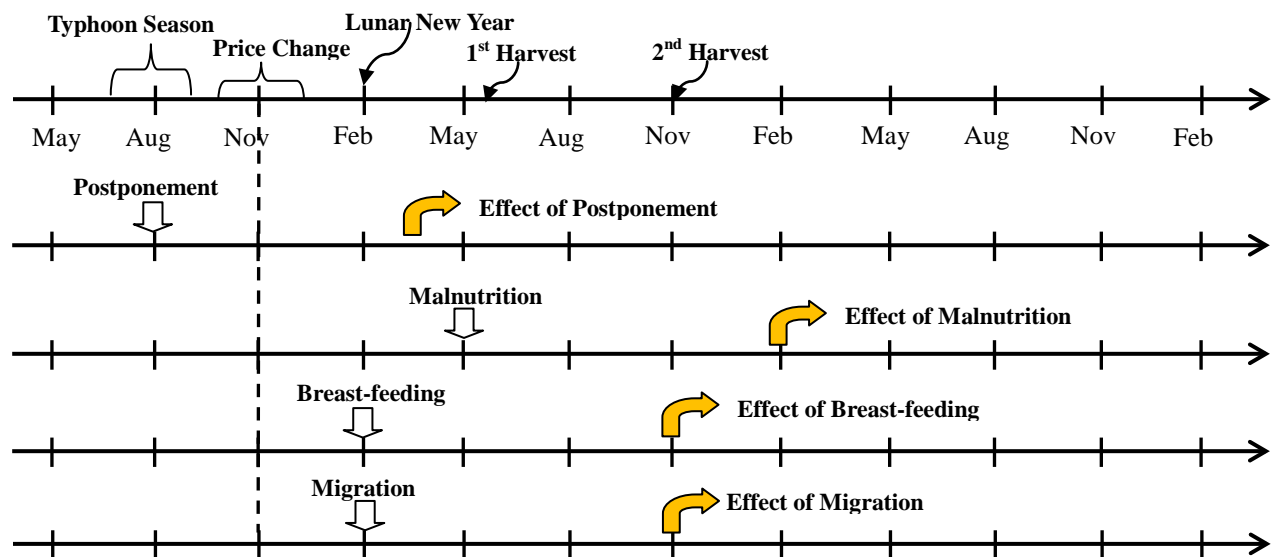 Typhoon Season
Lunar New Year
Price Change
1st Harvest
2nd Harvest
May Aug Nov Feb May Aug Nov Feb May Aug Nov Feb
Postponement
Effect of Postponement
Malnutrition
Effect of Malnutrition
Breast-feeding
Effect of Breast-feeding
Migration
Effect of Migration